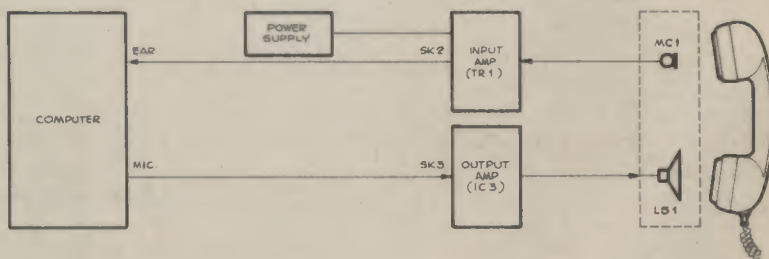 POWER
SUPPLY
EAR
SK2
INPUT
AMP
(TR1)
MC1
COMPUTER
MIC.
SK3
OUTPUT
AMP
(IC3)
LS1